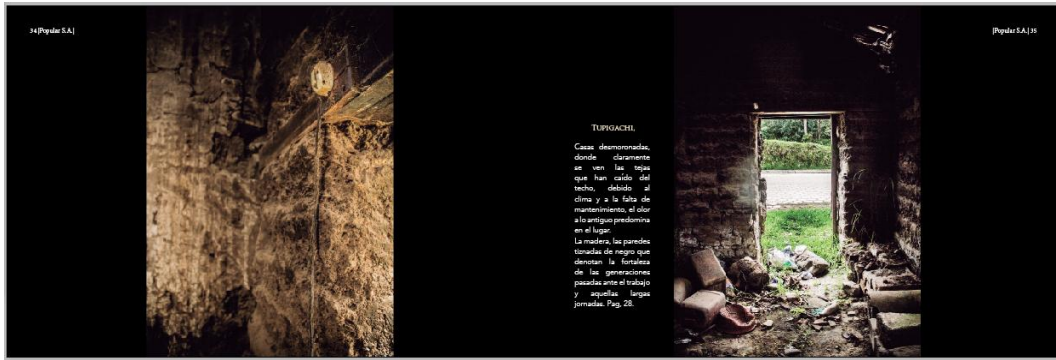 34|Popular S.A.|
|Popular S.A.| 35
Tupigachi,
Casas desmoronadas,
donde claramente
se ven las tejas
que han caido del
techo, debido al
clima y a la falta de
mantenimiento, el olor
a lo antiguo predomina
en el lugar.
La madera, las paredes
tiznadas de negro que
denotan la fortaleza
de las generaciones
pasadas ante el trabajo
y aquellas largas
jornadas. Pag, 28.